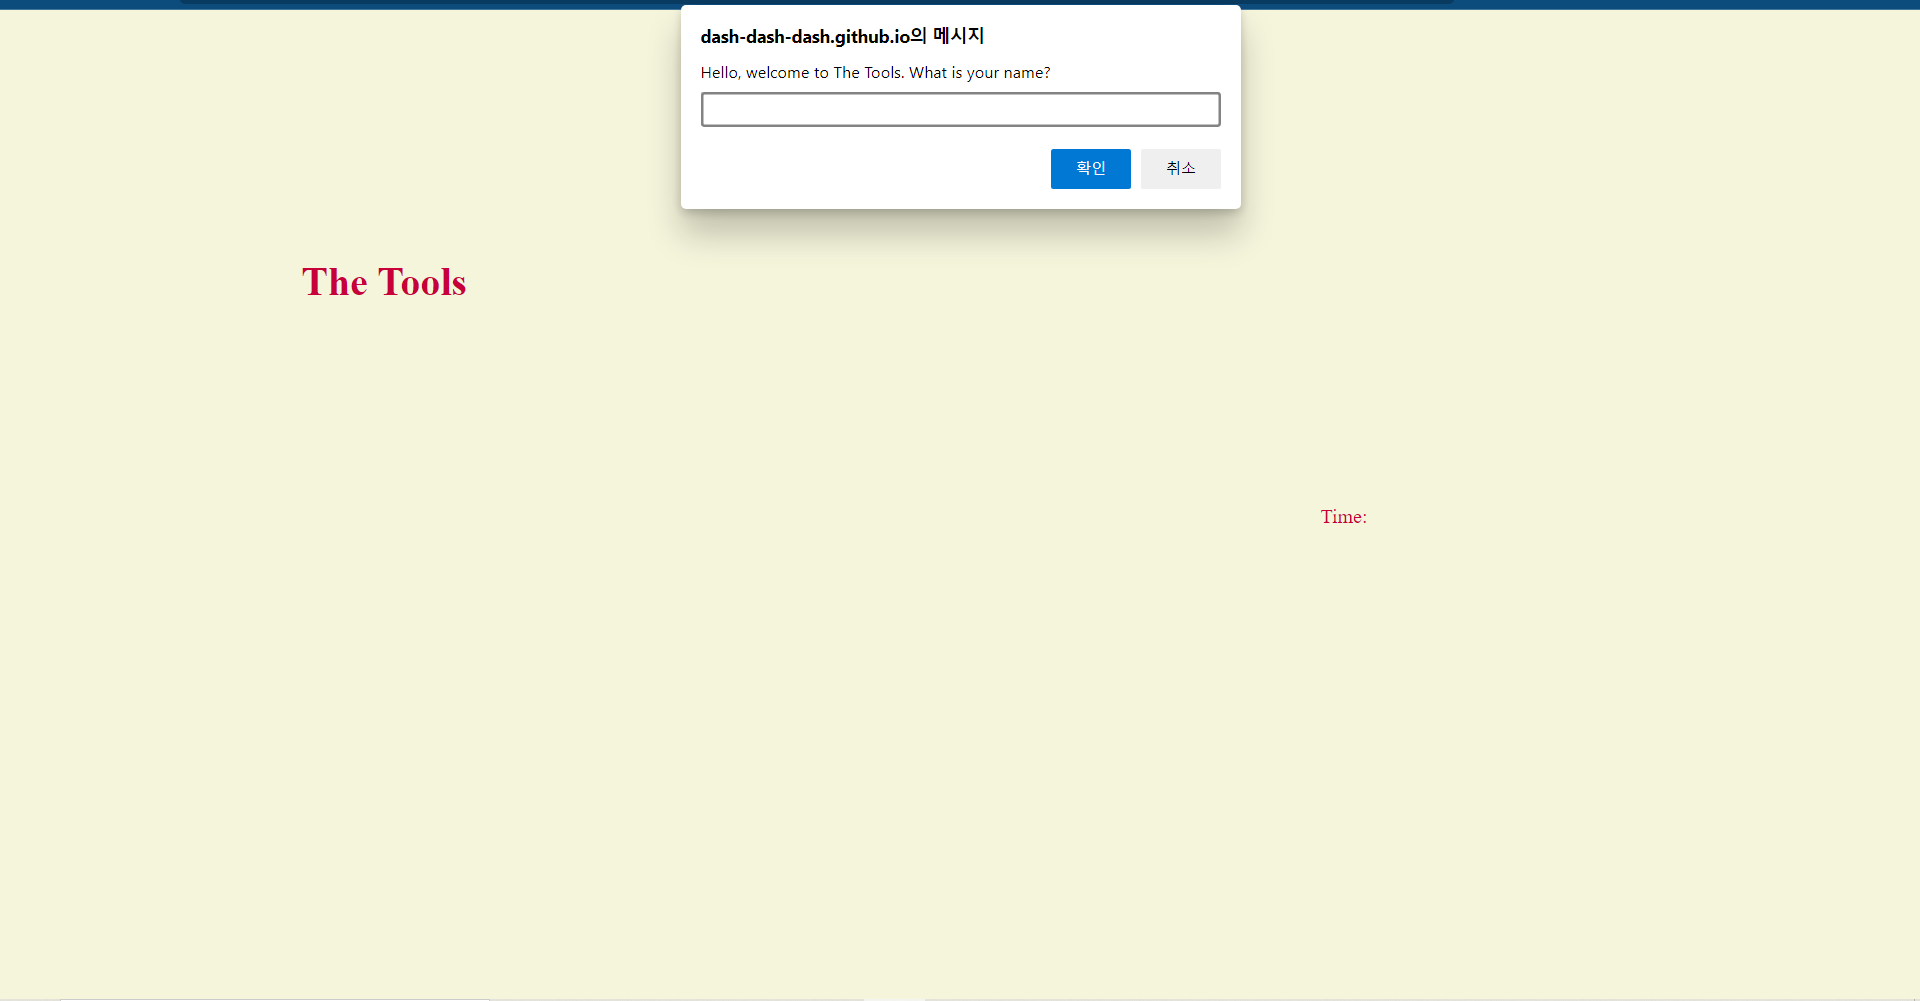 dash-dash-dash.github.io의 메시지
Hello, welcome to The Tools. What is your name?
확인 취소
The Tools
Time: